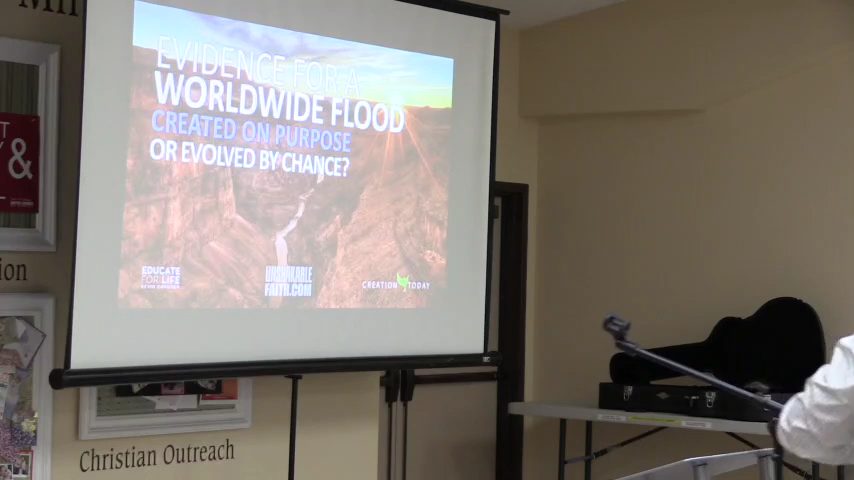 EVIDENCE FOR A
WORLDWIDE FLOOD
CREATED ON PURPOSE
OR EVOLVED BY CHANCE?
EDUCATE
FOR LIFE
UNSHAKABLE
FAITH.COM
CREATION TODAY
&
Christian Outreach